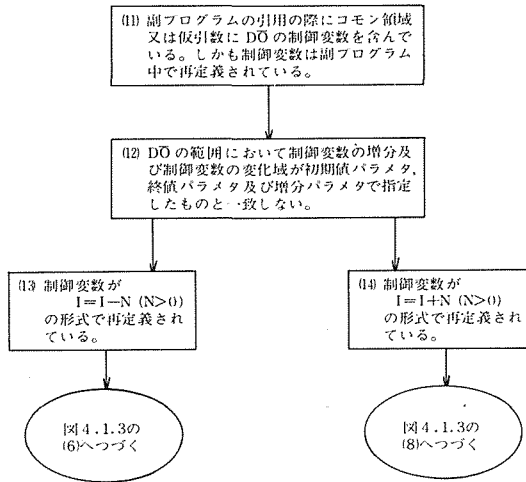 (11) 副プログラムの引用の際にコモン領域
又は仮引数にDO̅の制御変数を含んで
いる。しかも制御変数は副プログラム
中で再定義されている。
(12) DO̅の範囲において制御変数の増分及
び制御変数の変化域が初期値パラメタ,
終値パラメタ及び増分パラメタで指定
したものと一致しない。
(13) 制御変数が
I=I−N (N>0)
の形式で再定義され
ている。
(14) 制御変数が
I=I+N (N>0)
の形式で再定義され
ている。
図4.1.3の
(6)へつづく
図4.1.3の
(8)へつづく